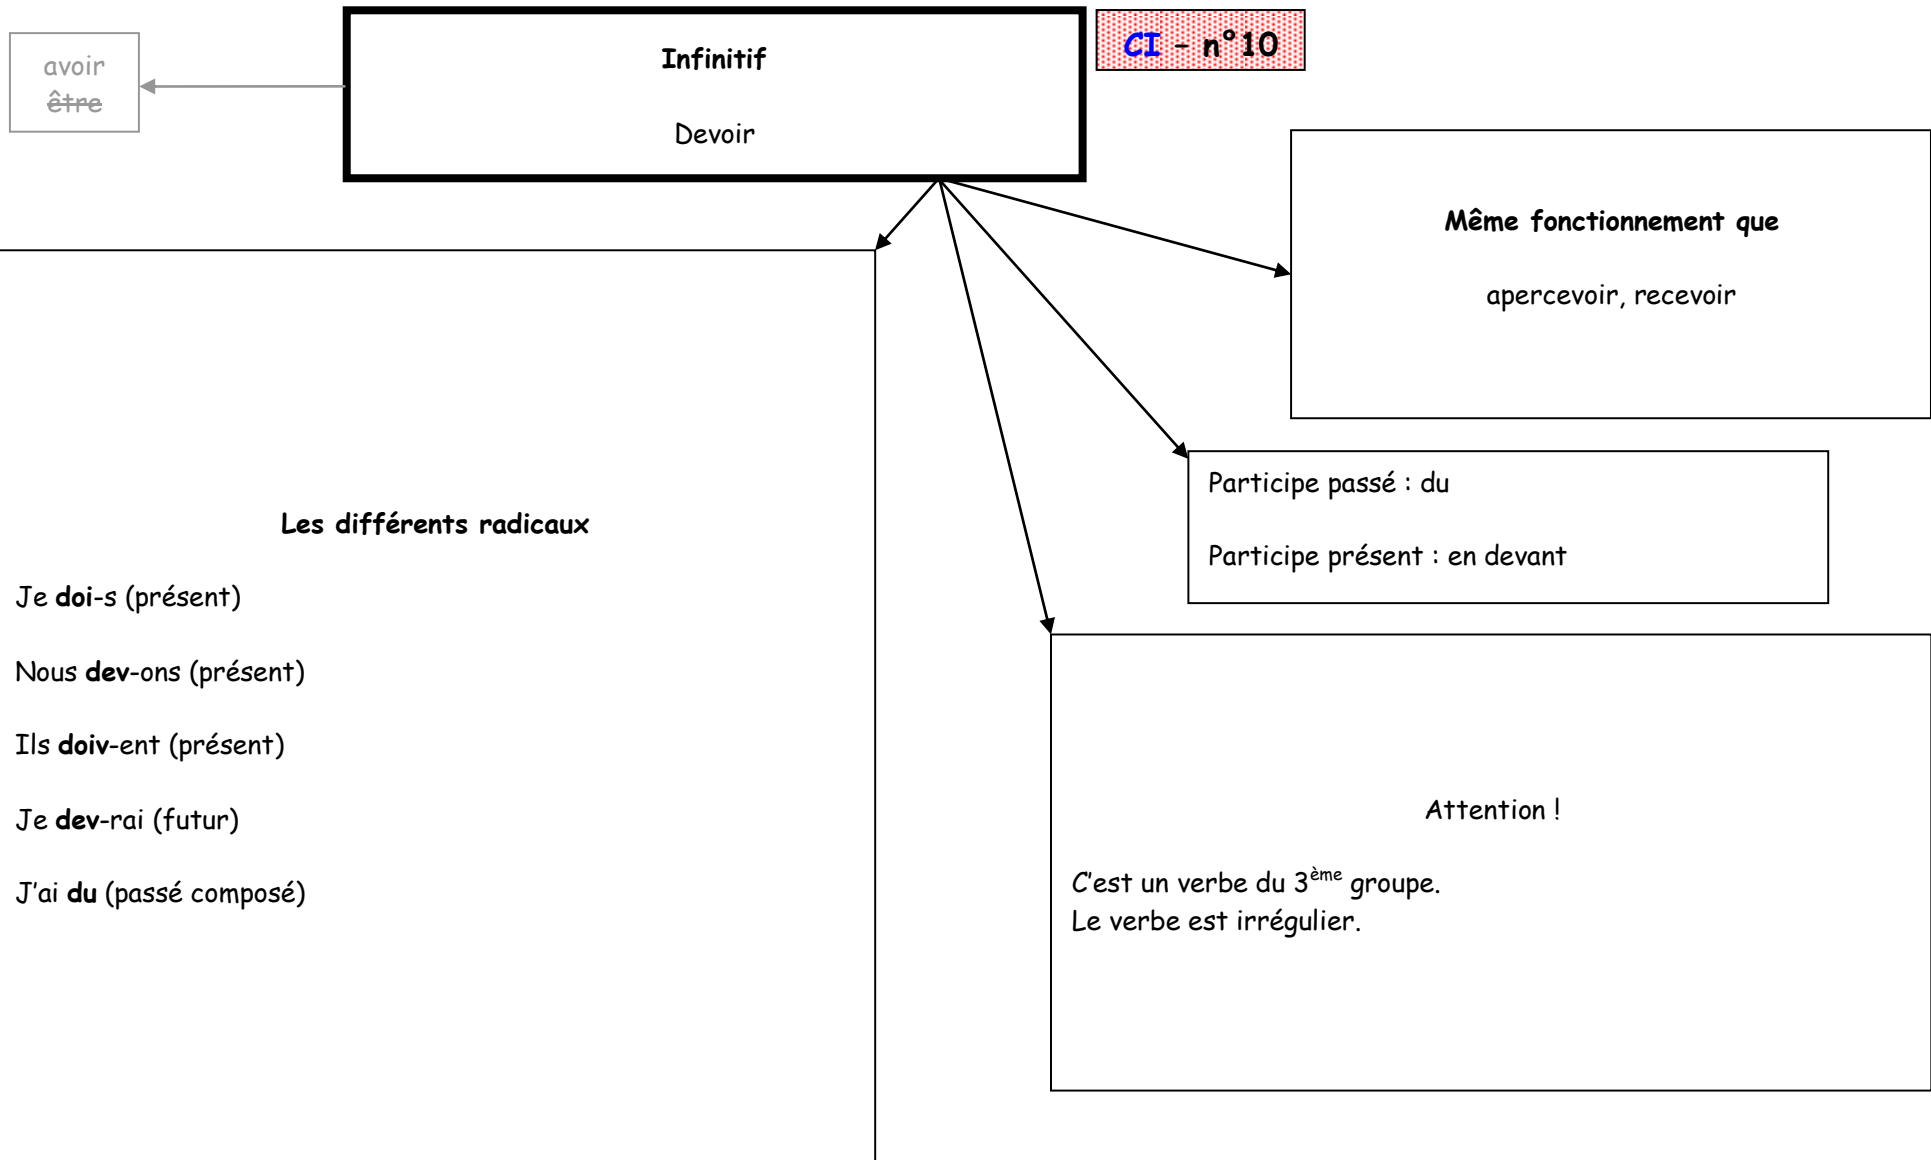 avoir
être
Infinitif
Devoir
CI - n°10
Même fonctionnement que
apercevoir, recevoir
Participe passé : du
Participe présent : en devant
Les différents radicaux
Je doi-s (présent)
Nous dev-ons (présent)
Ils doiv-ent (présent)
Je dev-rai (futur)
J'ai du (passé composé)
Attention !
C'est un verbe du 3ème groupe.
Le verbe est irrégulier.